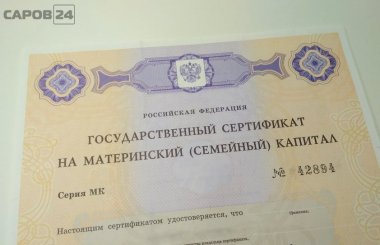 САРОВ 24
РОССИЙСКАЯ ФЕДЕРАЦИЯ
ГОСУДАРСТВЕННЫЙ СЕРТИФИКАТ
НА МАТЕРИНСКИЙ (СЕМЕЙНЫЙ) КАПИТАЛ
Серия МК № 42894
Настоящим сертификатом удостоверяется, что